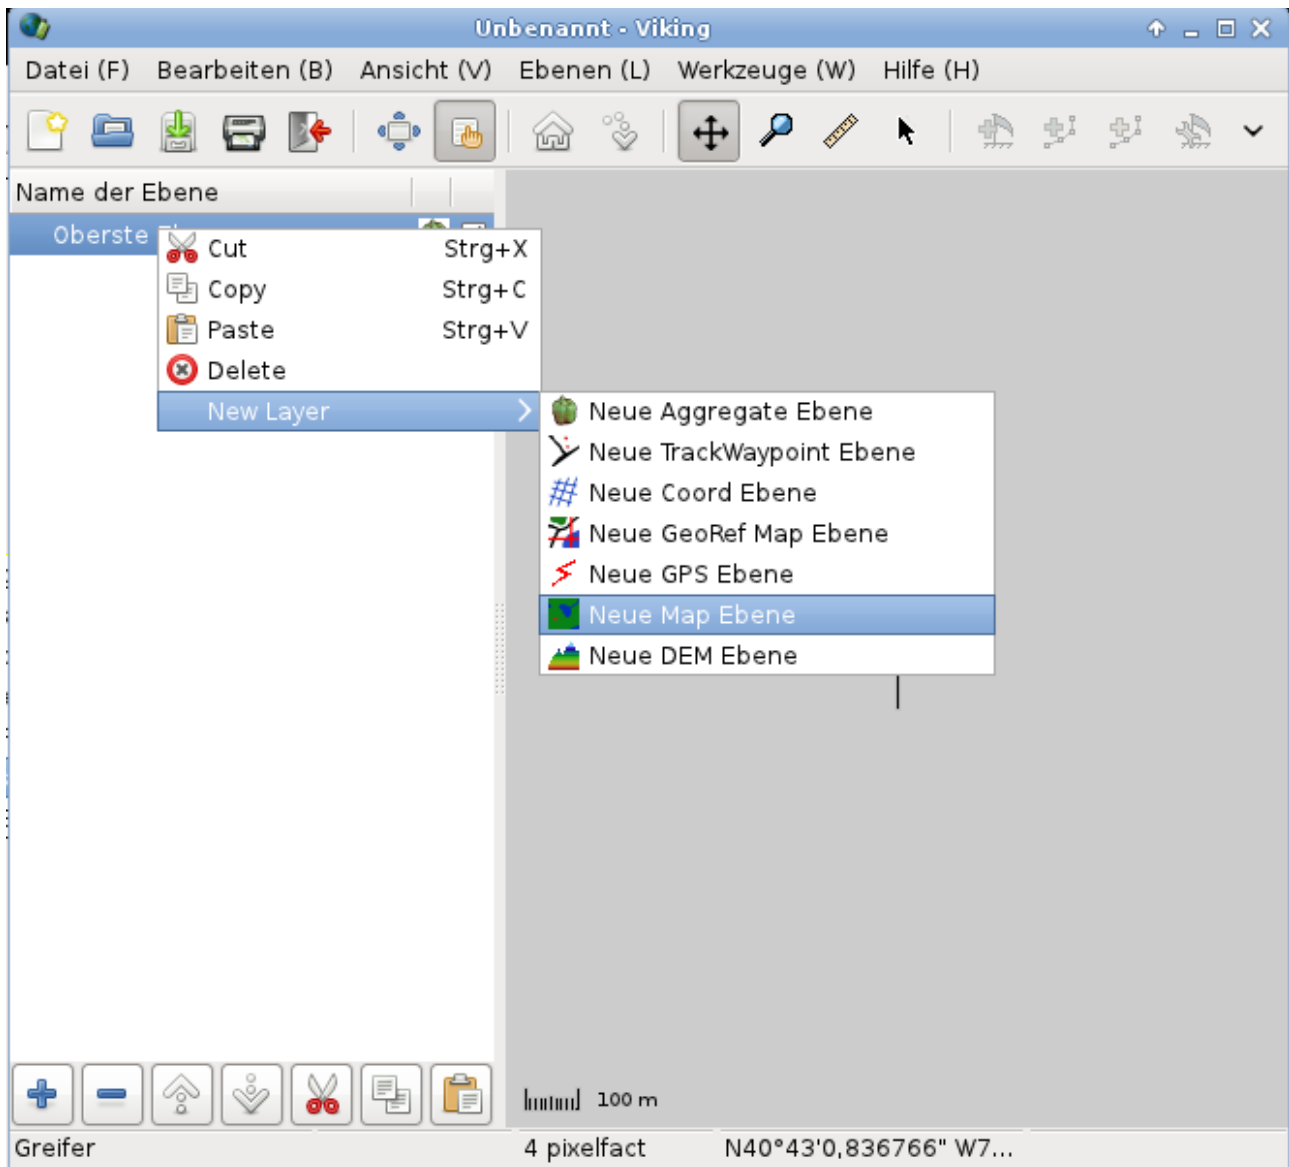 Unbenannt - Viking
Datei (F) Bearbeiten (B) Ansicht (V) Ebenen (L) Werkzeuge (W) Hilfe (H)
Name der Ebene
Oberste
Cut Strg+X
Copy Strg+C
Paste Strg+V
Delete
New Layer
Neue Aggregate Ebene
Neue TrackWaypoint Ebene
Neue Coord Ebene
Neue GeoRef Map Ebene
Neue GPS Ebene
Neue Map Ebene
Neue DEM Ebene
100 m
Greifer 4 pixelfact N40°43'0,836766" W7...